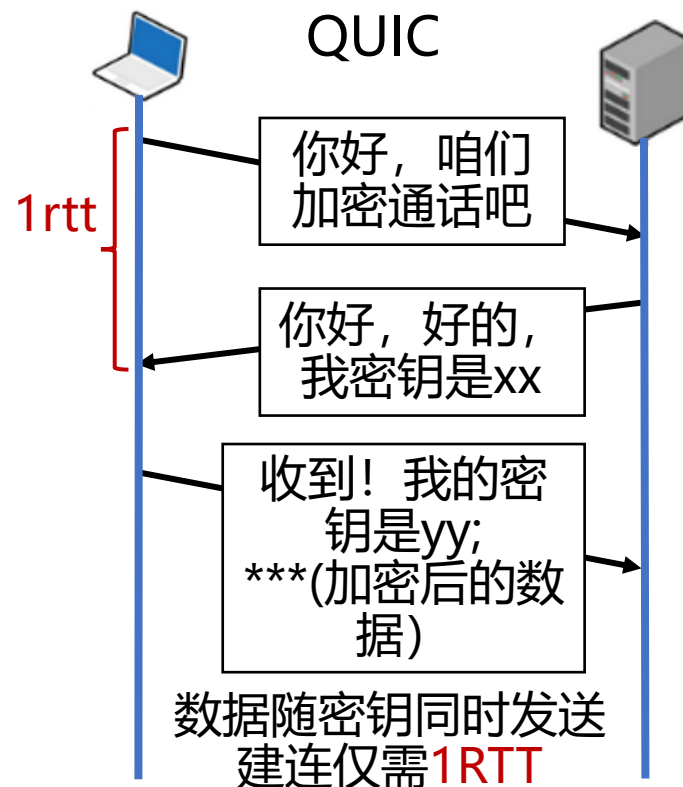 QUIC
你好，咱们
加密通话吧
1rtt
你好，好的，
我密钥是xx
收到！我的密
钥是yy;
***(加密后的数
据）
数据随密钥同时发送
建连仅需1RTT